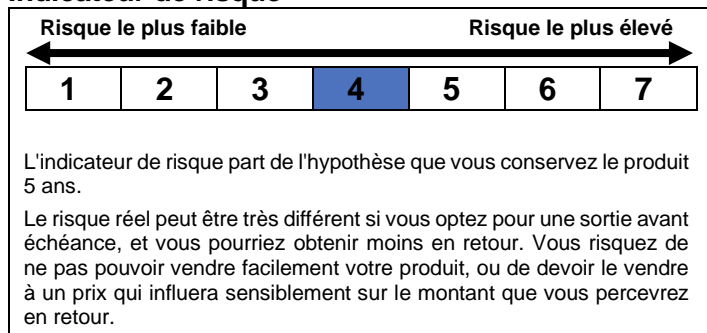 Indicateur de risque
Risque le plus faible Risque le plus élevé
1 2 3 4 5 6 7
L'indicateur de risque part de l'hypothèse que vous conservez le produit
5 ans.
Le risque réel peut être très différent si vous optez pour une sortie avant
échéance, et vous pourriez obtenir moins en retour. Vous risquez de
ne pas pouvoir vendre facilement votre produit, ou de devoir le vendre
à un prix qui influera sensiblement sur le montant que vous percevrez
en retour.